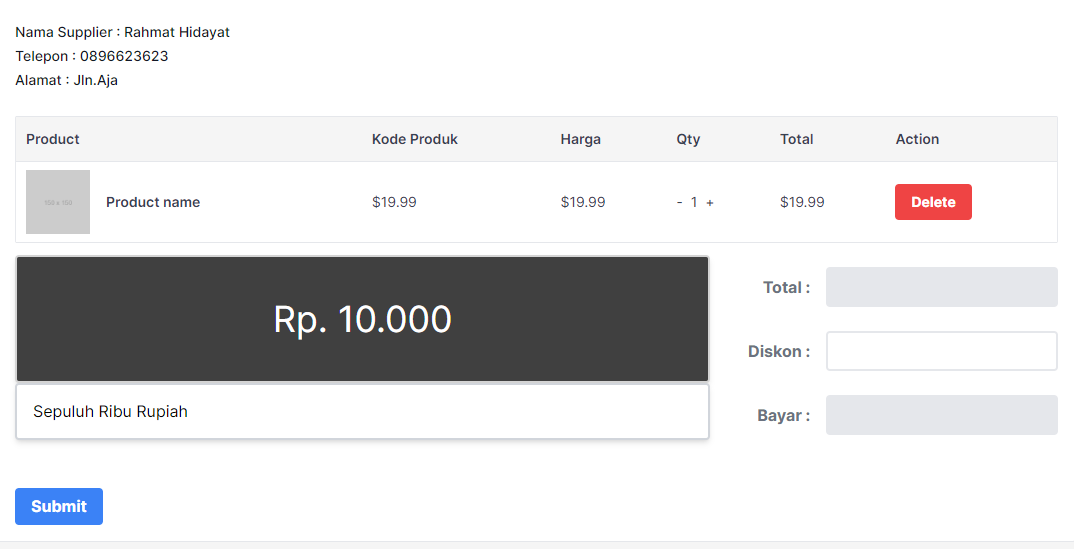 Nama Supplier : Rahmat Hidayat
Telepon : 0896623623
Alamat : Jln.Aja
Product Kode Produk Harga Qty Total Action
100 x 100 Product name $19.99 $19.99 - 1 + $19.99 Delete
Rp. 10.000
Sepuluh Ribu Rupiah
Total :
Diskon :
Bayar :
Submit